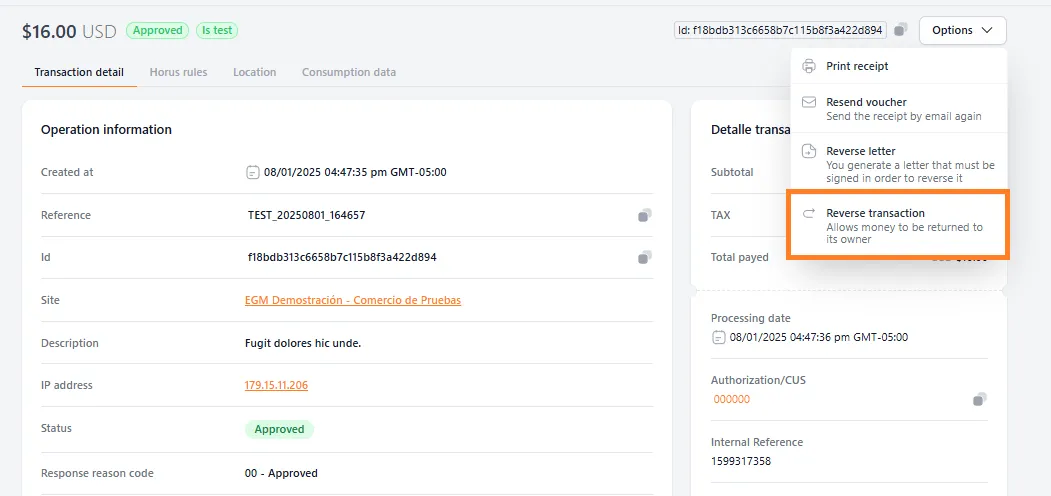 $16.00 USD Approved Is test
Id: f18bdb313c6658b7c115b8f3a422d894
Options
Print receipt
Resend voucher
Send the receipt by email again
Reverse letter
You generate a letter that must be
signed in order to reverse it
Reverse transaction
Allows money to be returned to
its owner
Transaction detail Horus rules Location Consumption data
Operation information
Created at 08/01/2025 04:47:35 pm GMT-05:00
Reference TEST_20250801_164657
Id f18bdb313c6658b7c115b8f3a422d894
Site EGM Demostración - Comercio de Pruebas
Description Fugit dolores hic unde.
IP address 179.15.11.206
Status Approved
Response reason code 00 - Approved
Detalle transa
Subtotal
TAX
Total payed
Processing date
08/01/2025 04:47:36 pm GMT-05:00
Authorization/CUS
000000
Internal Reference
1599317358